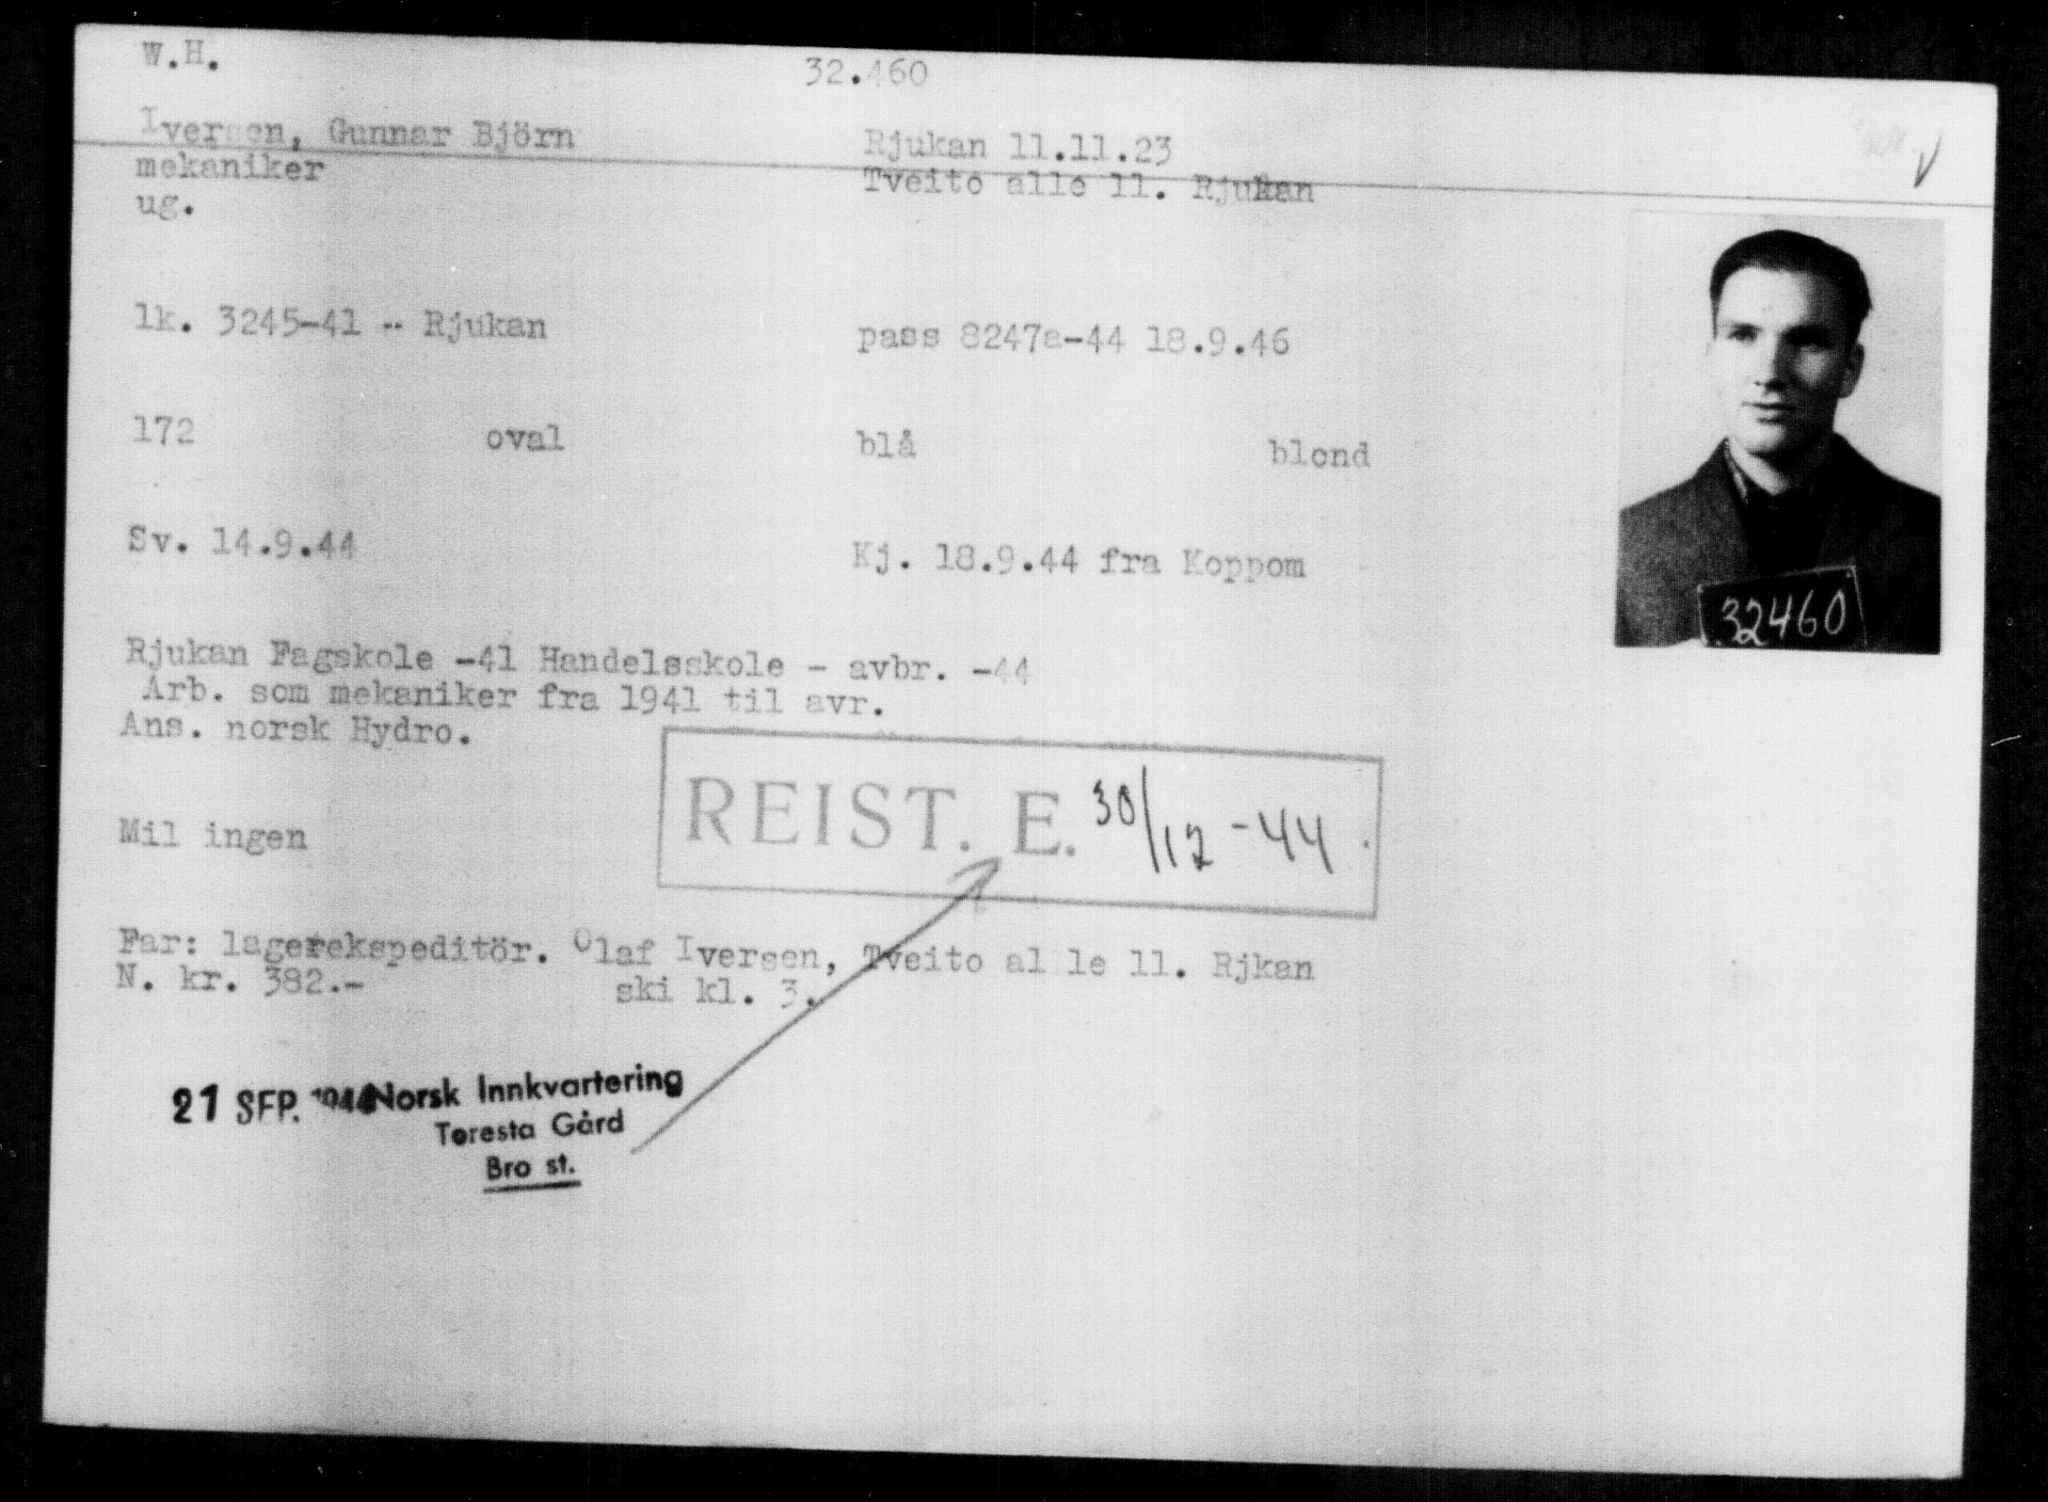 W.H. 32.460
Iversen, Gunnar Björn Rjukan 11.11.23
mekaniker Tveito alle 11. Rjukan
ug.
lk. 3245-41 -- Rjukan pass 8247a-44 18.9.46
172 oval blå blond
Sv. 14.9.44 Kj. 18.9.44 fra Koppom
32460
Rjukan Fagskole -41 Handelsskole - avbr. -44
Arb. som mekaniker fra 1941 til avr.
Ans. norsk Hydro.
REIST. E. 30/12 - 44.
Mil ingen
Far: lagerekspeditör. Olaf Iversen, Tveito al le 11. Rjkan
N. kr. 382.- ski kl. 3.
21 SEP. 1944 Norsk Innkvartering
Toresta Gård
Bro st.